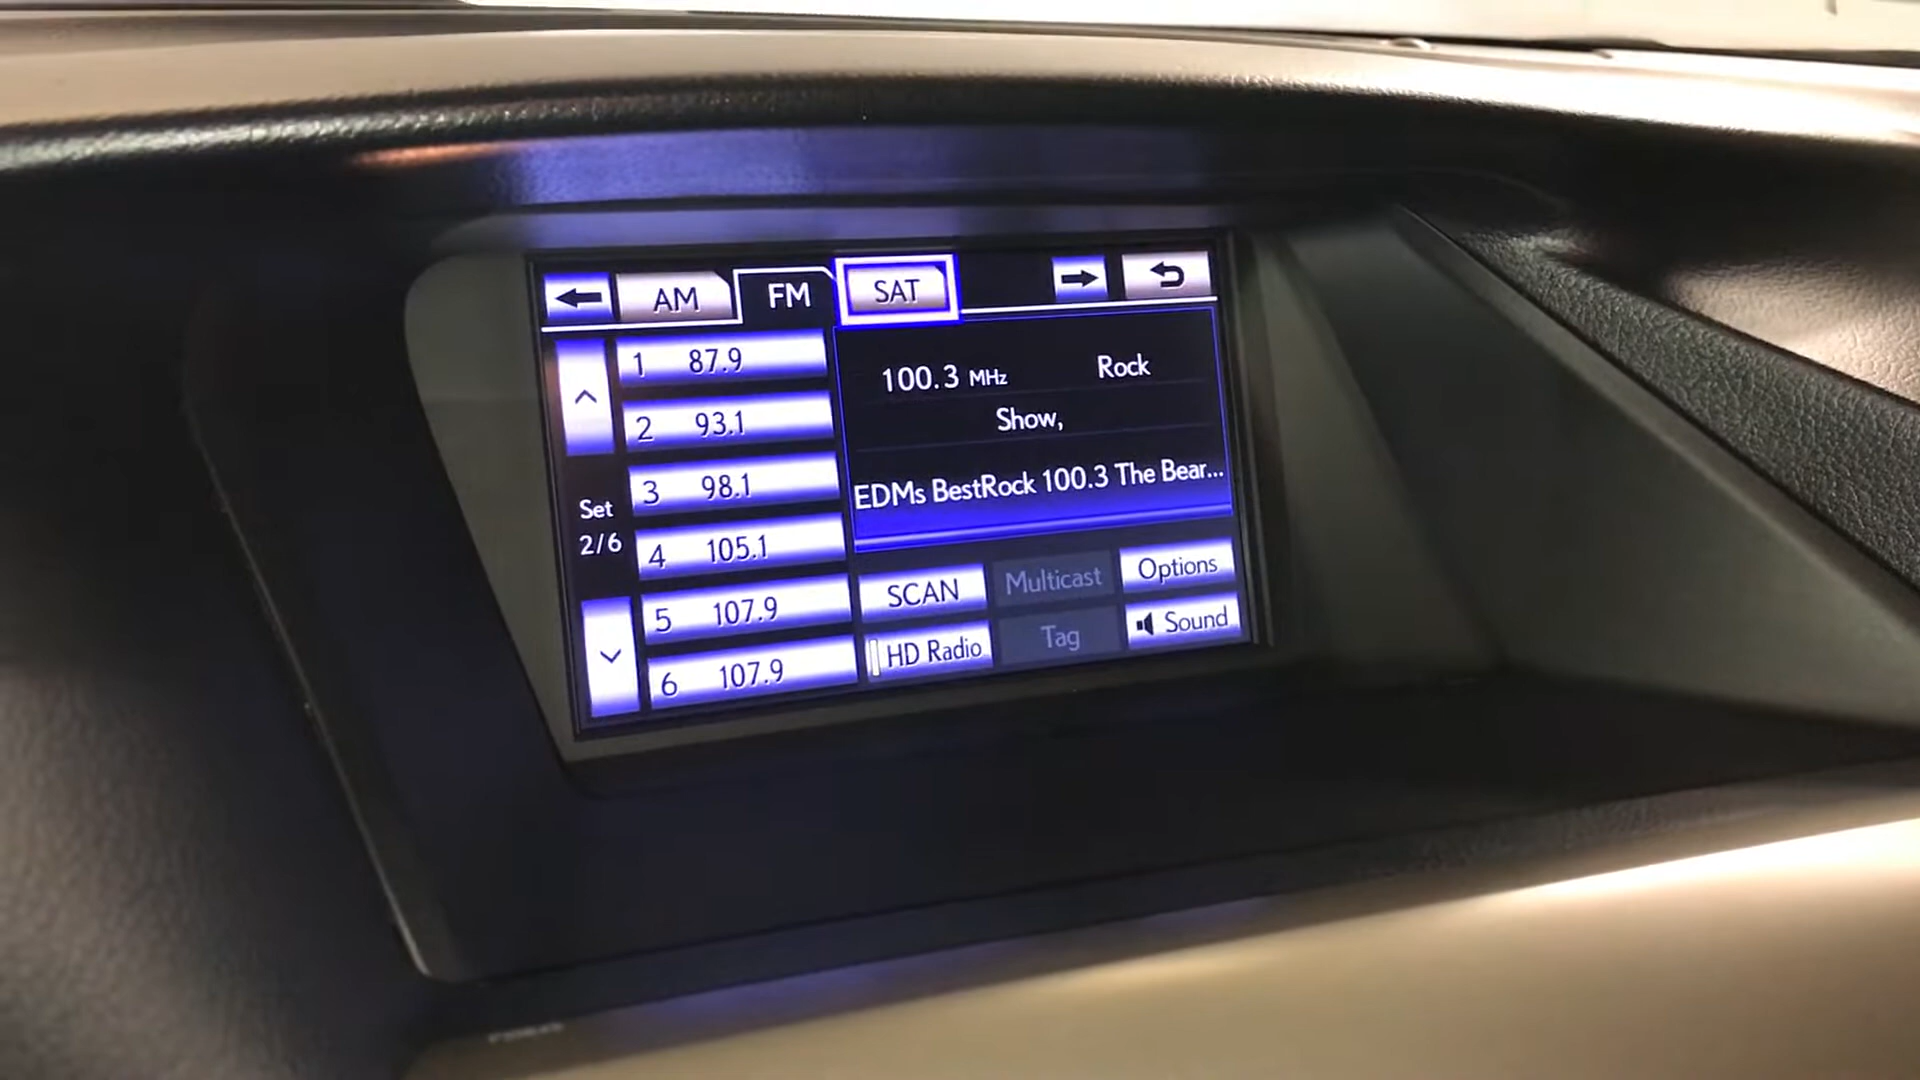 AM FM SAT
1 87.9
2 93.1
3 98.1
4 105.1
5 107.9
6 107.9
Set
2/6
100.3 MHz Rock
Show,
EDMs BestRock 100.3 The Bear...
SCAN Multicast Options
HD Radio Tag Sound